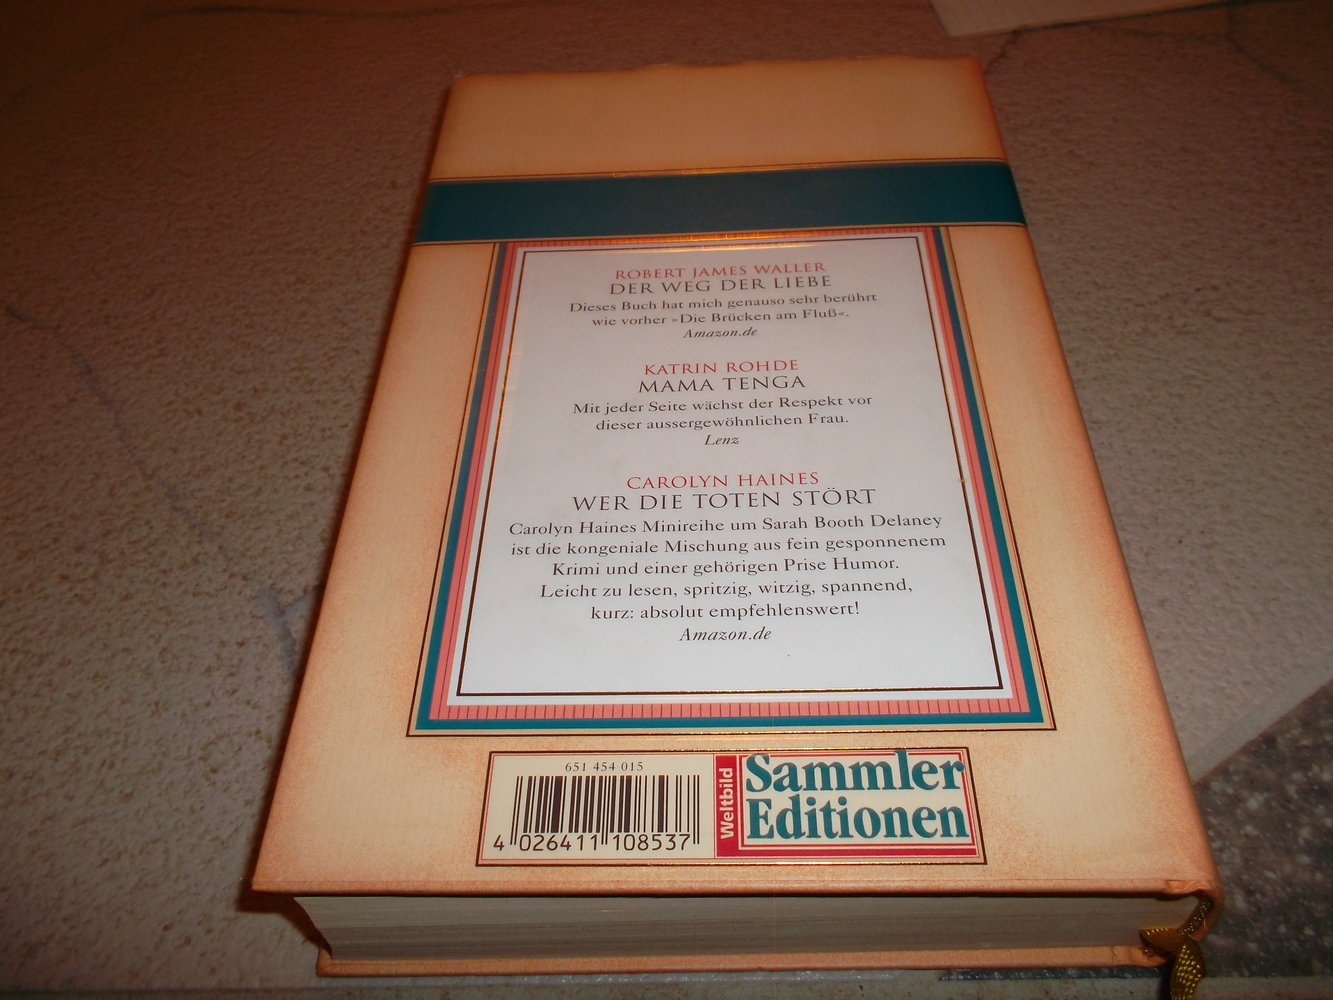 ROBERT JAMES WALLER
DER WEG DER LIEBE
Dieses Buch hat mich genauso sehr berührt
wie vorher »Die Brücken am Fluß«.
Amazon.de
KATRIN ROHDE
MAMA TENGA
Mit jeder Seite wächst der Respekt vor
dieser aussergewöhnlichen Frau.
Lenz
CAROLYN HAINES
WER DIE TOTEN STÖRT
Carolyn Haines Minireihe um Sarah Booth Delaney
ist die kongeniale Mischung aus fein gesponnenem
Krimi und einer gehörigen Prise Humor.
Leicht zu lesen, spritzig, witzig, spannend,
kurz: absolut empfehlenswert!
Amazon.de
651 454 015
4 026411 108537
Weltbild
Sammler
Editionen